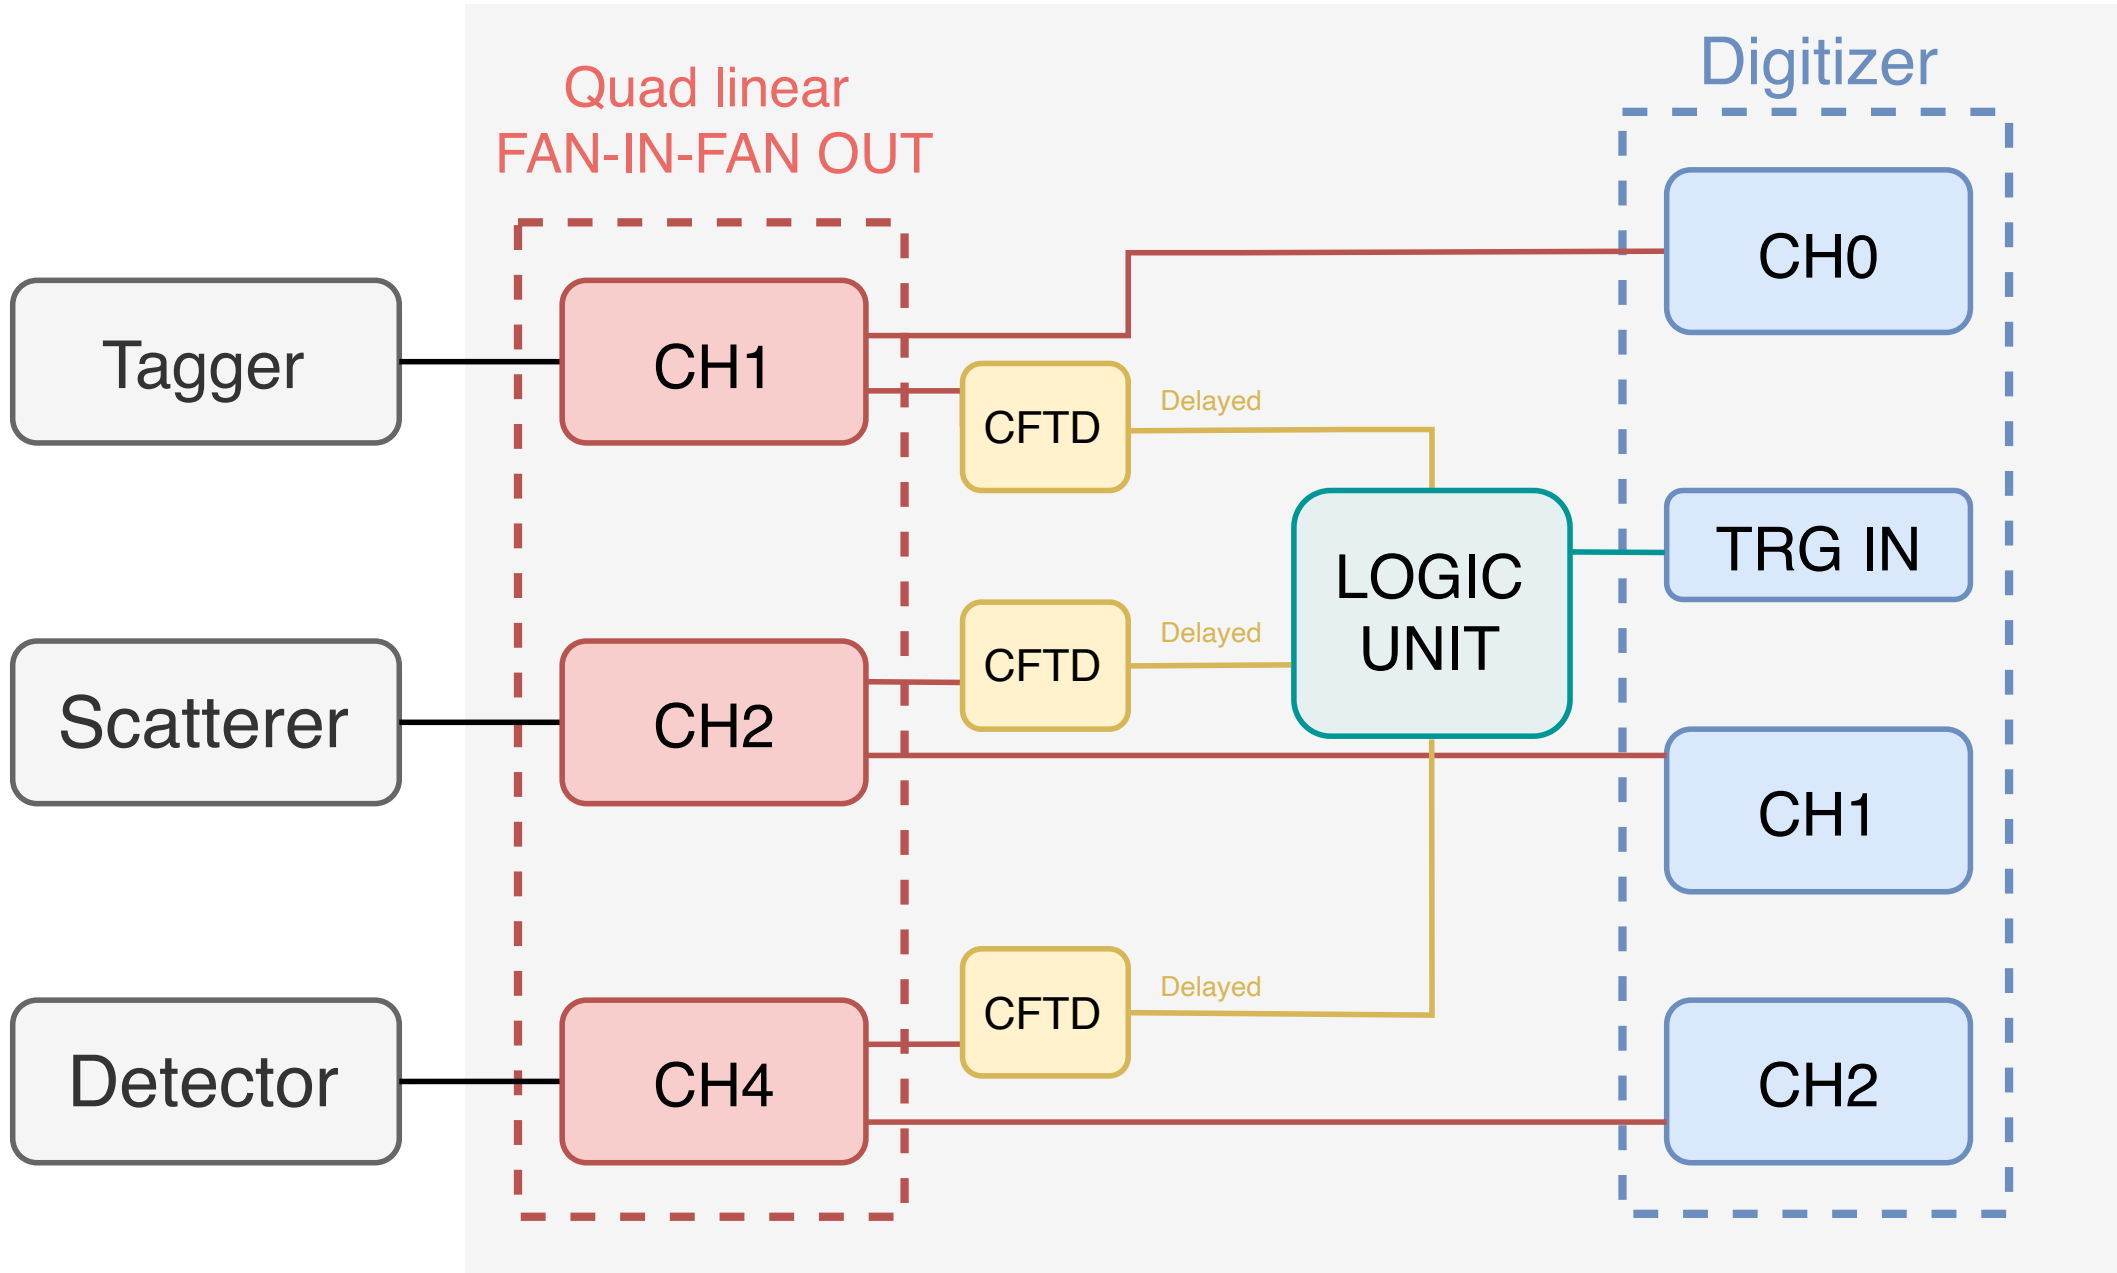 Quad linear
FAN-IN-FAN OUT
Digitizer
Tagger
CH1
CFTD
Delayed
CH0
LOGIC
UNIT
TRG IN
Scatterer
CH2
CFTD
Delayed
CH1
Detector
CH4
CFTD
Delayed
CH2